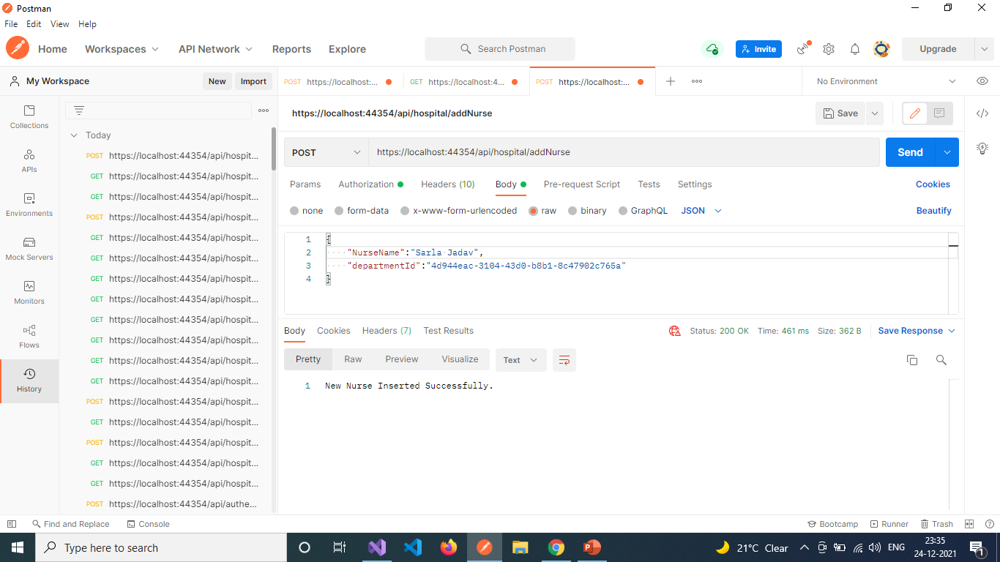 Postman
File Edit View Help
Home Workspaces API Network Reports Explore Search Postman Invite Upgrade
My Workspace New Import
POST https://localhost:... GET https://localhost:4... POST https://localhost:... No Environment
https://localhost:44354/api/hospital/addNurse Save
POST https://localhost:44354/api/hospital/addNurse Send
Params Authorization Headers (10) Body Pre-request Script Tests Settings Cookies
none form-data x-www-form-urlencoded raw binary GraphQL JSON Beautify
1 {
2 "NurseName":"Sarla Jadav",
3 "departmentId":"4d944eac-3104-43d0-b8b1-8c47902c765a"
4 }
Body Cookies Headers (7) Test Results Status: 200 OK Time: 461 ms Size: 362 B Save Response
Pretty Raw Preview Visualize Text
1 New Nurse Inserted Successfully.
Collections
APIs
Environments
Mock Servers
Monitors
Flows
History
Today
POST https://localhost:44354/api/hospit...
GET https://localhost:44354/api/hospit...
GET https://localhost:44354/api/hospit...
POST https://localhost:44354/api/hospit...
GET https://localhost:44354/api/hospit...
GET https://localhost:44354/api/hospit...
GET https://localhost:44354/api/hospit...
GET https://localhost:44354/api/hospit...
GET https://localhost:44354/api/hospit...
GET https://localhost:44354/api/hospit...
GET https://localhost:44354/api/hospit...
GET https://localhost:44354/api/hospit...
POST https://localhost:44354/api/hospit...
GET https://localhost:44354/api/hospit...
POST https://localhost:44354/api/hospit...
GET https://localhost:44354/api/hospit...
GET https://localhost:44354/api/hospit...
POST https://localhost:44354/api/authe...
Find and Replace Console Bootcamp Runner Trash
Type here to search 21°C Clear ENG 23:35
24-12-2021 1